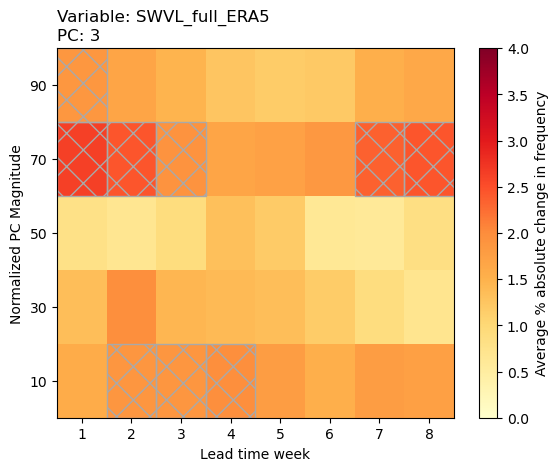 Variable: SWVL_full_ERA5
PC: 3
90
70
50
30
10
Normalized PC Magnitude
1 2 3 4 5 6 7 8
Lead time week
4.0
3.5
3.0
2.5
2.0
1.5
1.0
0.5
0.0
Average % absolute change in frequency